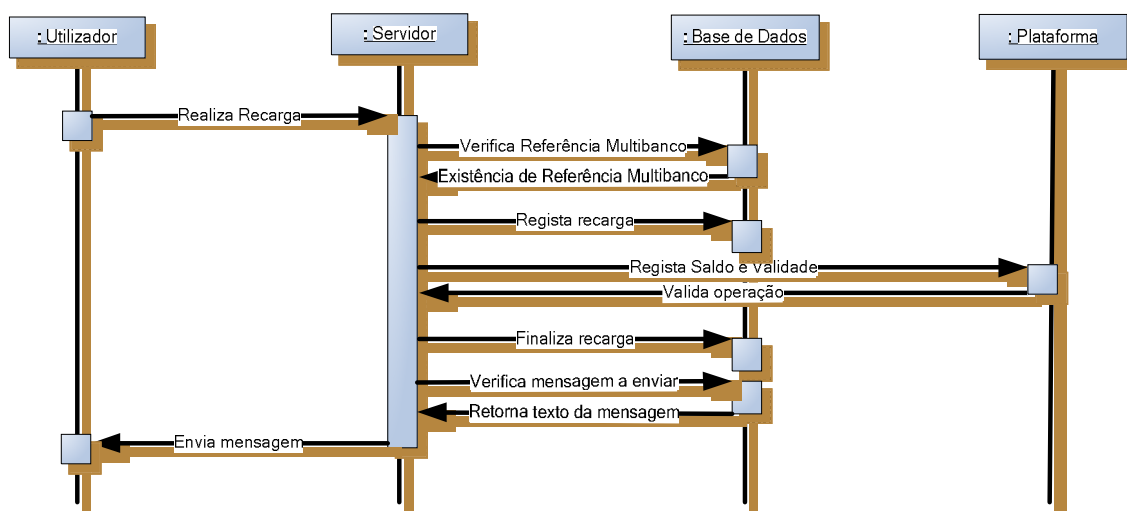 : Utilizador
: Servidor
: Base de Dados
: Plataforma
Realiza Recarga
Verifica Referência Multibanco
Existência de Referência Multibanco
Regista recarga
Regista Saldo e Validade
Valida operação
Finaliza recarga
Verifica mensagem a enviar
Retorna texto da mensagem
Envia mensagem